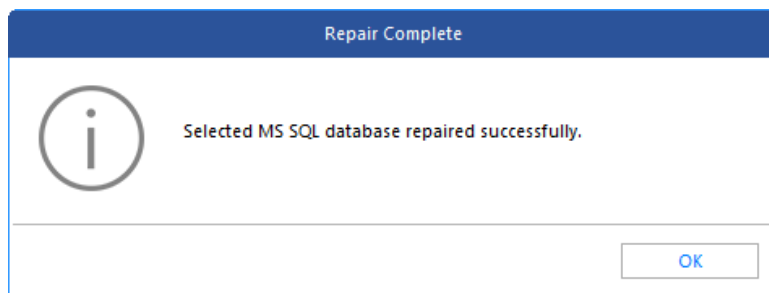 Repair Complete
Selected MS SQL database repaired successfully.
OK